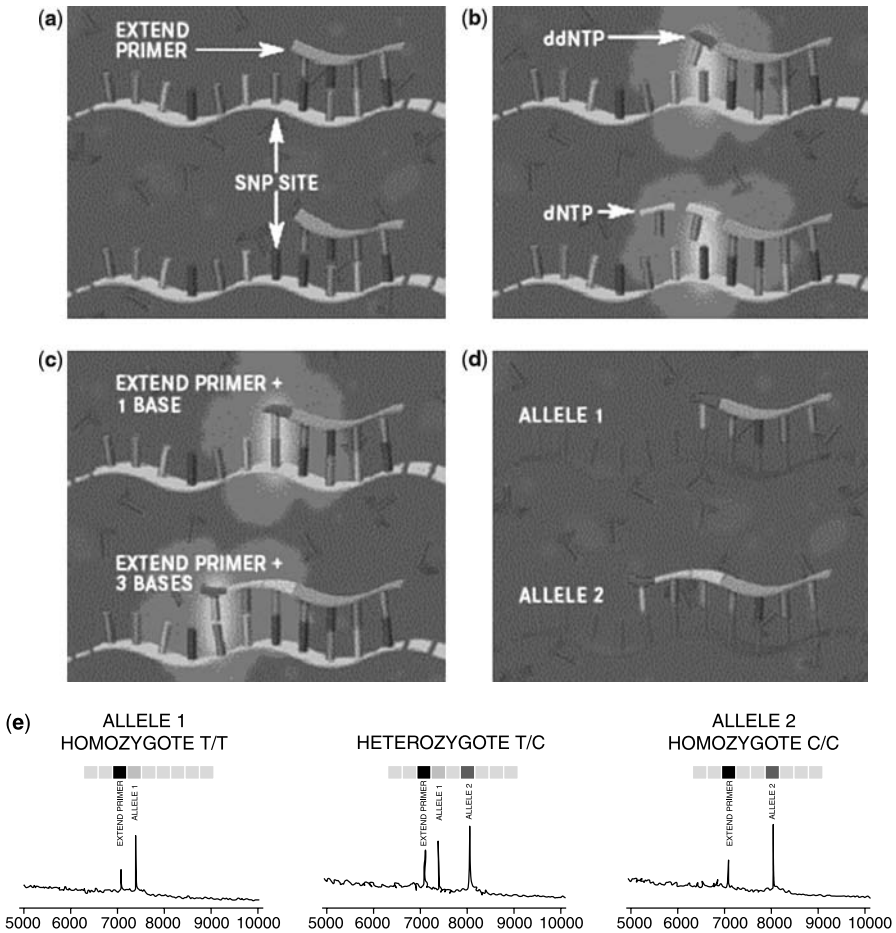 (a)
EXTEND
PRIMER
SNP SITE
(b)
ddNTP
dNTP
(c)
EXTEND PRIMER +
1 BASE
EXTEND PRIMER +
3 BASES
(d)
ALLELE 1
ALLELE 2
(e)
ALLELE 1
HOMOZYGOTE T/T
EXTEND PRIMER
ALLELE 1
5000 6000 7000 8000 9000 10000
HETEROZYGOTE T/C
EXTEND PRIMER
ALLELE 1
ALLELE 2
5000 6000 7000 8000 9000 10000
ALLELE 2
HOMOZYGOTE C/C
EXTEND PRIMER
ALLELE 2
5000 6000 7000 8000 9000 10000